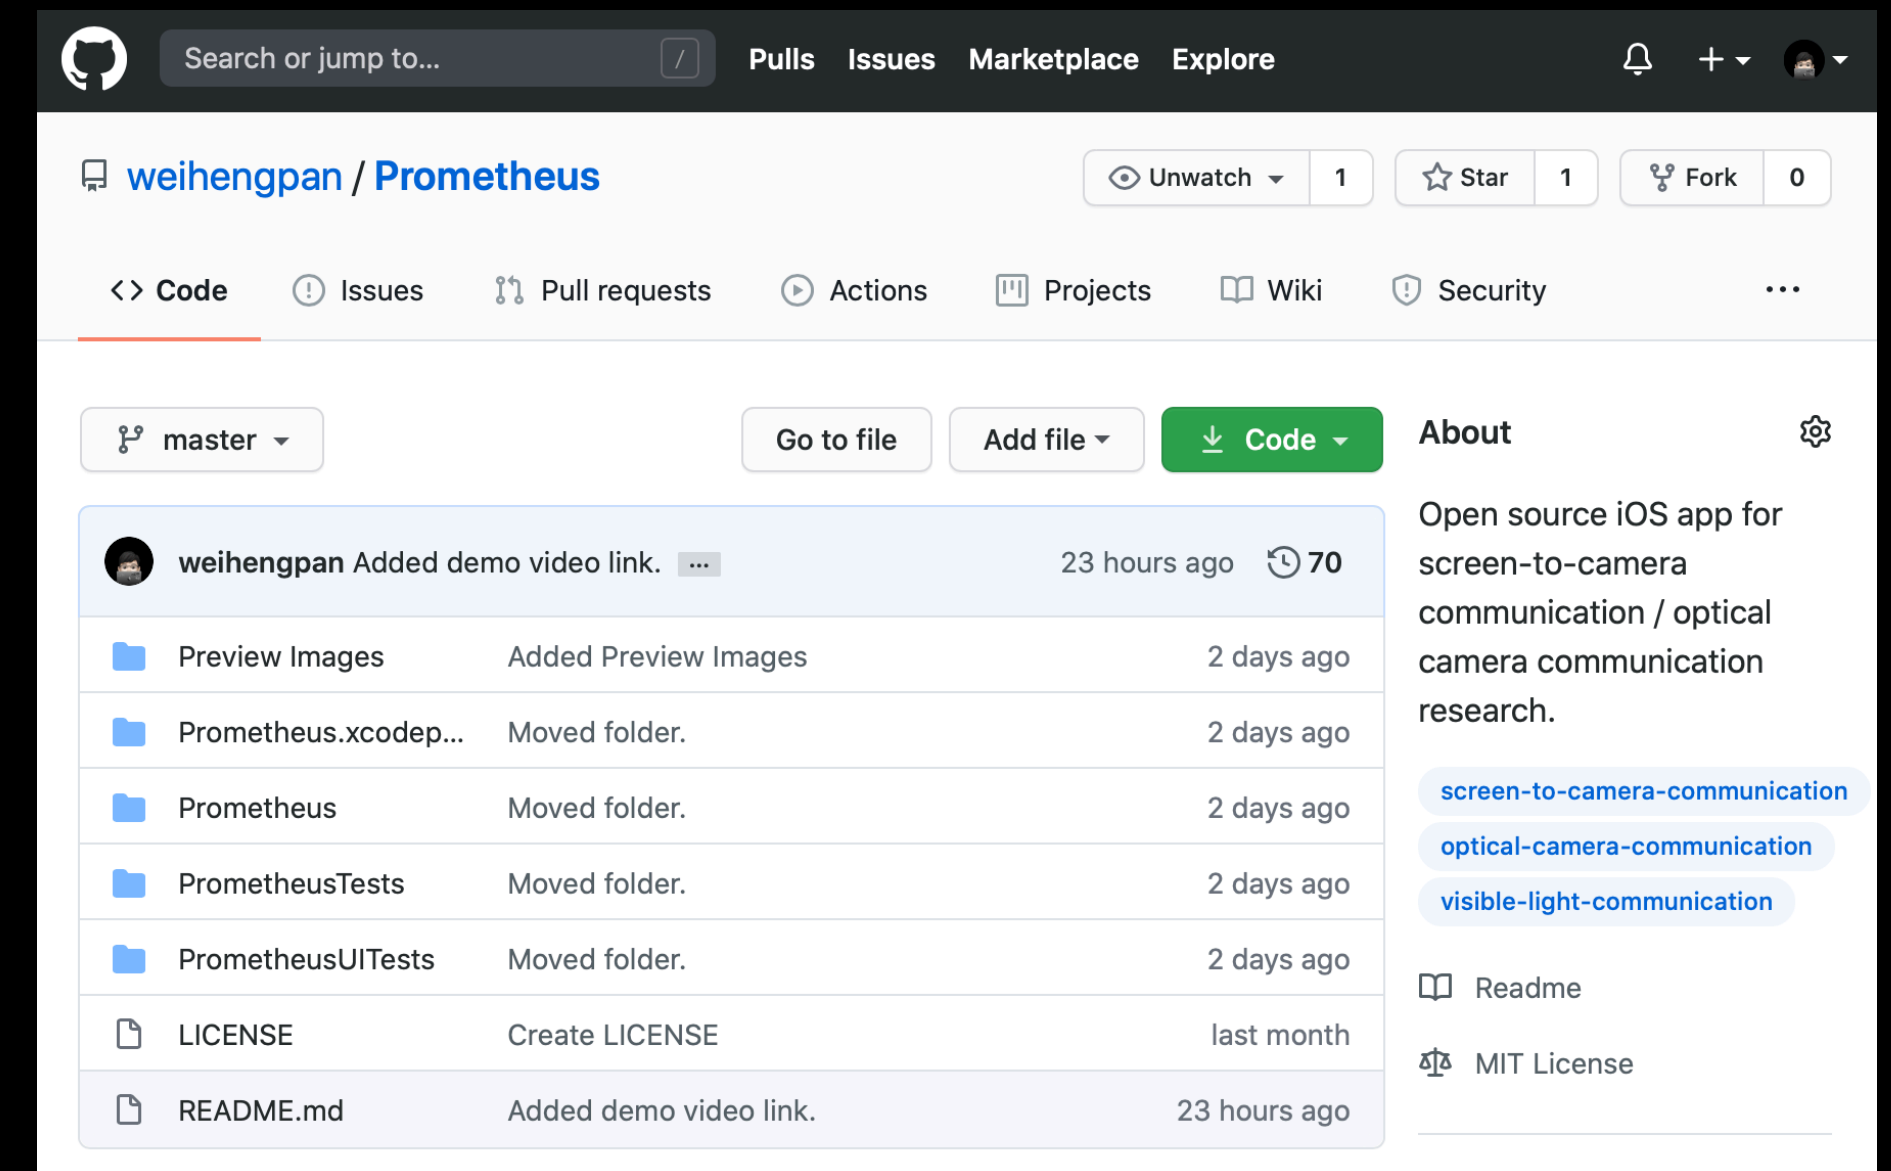 Search or jump to... /
Pulls Issues Marketplace Explore
weihengpan / Prometheus
Unwatch 1
Star 1
Fork 0
Code
Issues
Pull requests
Actions
Projects
Wiki
Security
...
master
Go to file
Add file
Code
weihengpan Added demo video link. ... 23 hours ago 70
Preview Images Added Preview Images 2 days ago
Prometheus.xcodep... Moved folder. 2 days ago
Prometheus Moved folder. 2 days ago
PrometheusTests Moved folder. 2 days ago
PrometheusUITests Moved folder. 2 days ago
LICENSE Create LICENSE last month
README.md Added demo video link. 23 hours ago
About
Open source iOS app for
screen-to-camera
communication / optical
camera communication
research.
screen-to-camera-communication
optical-camera-communication
visible-light-communication
Readme
MIT License